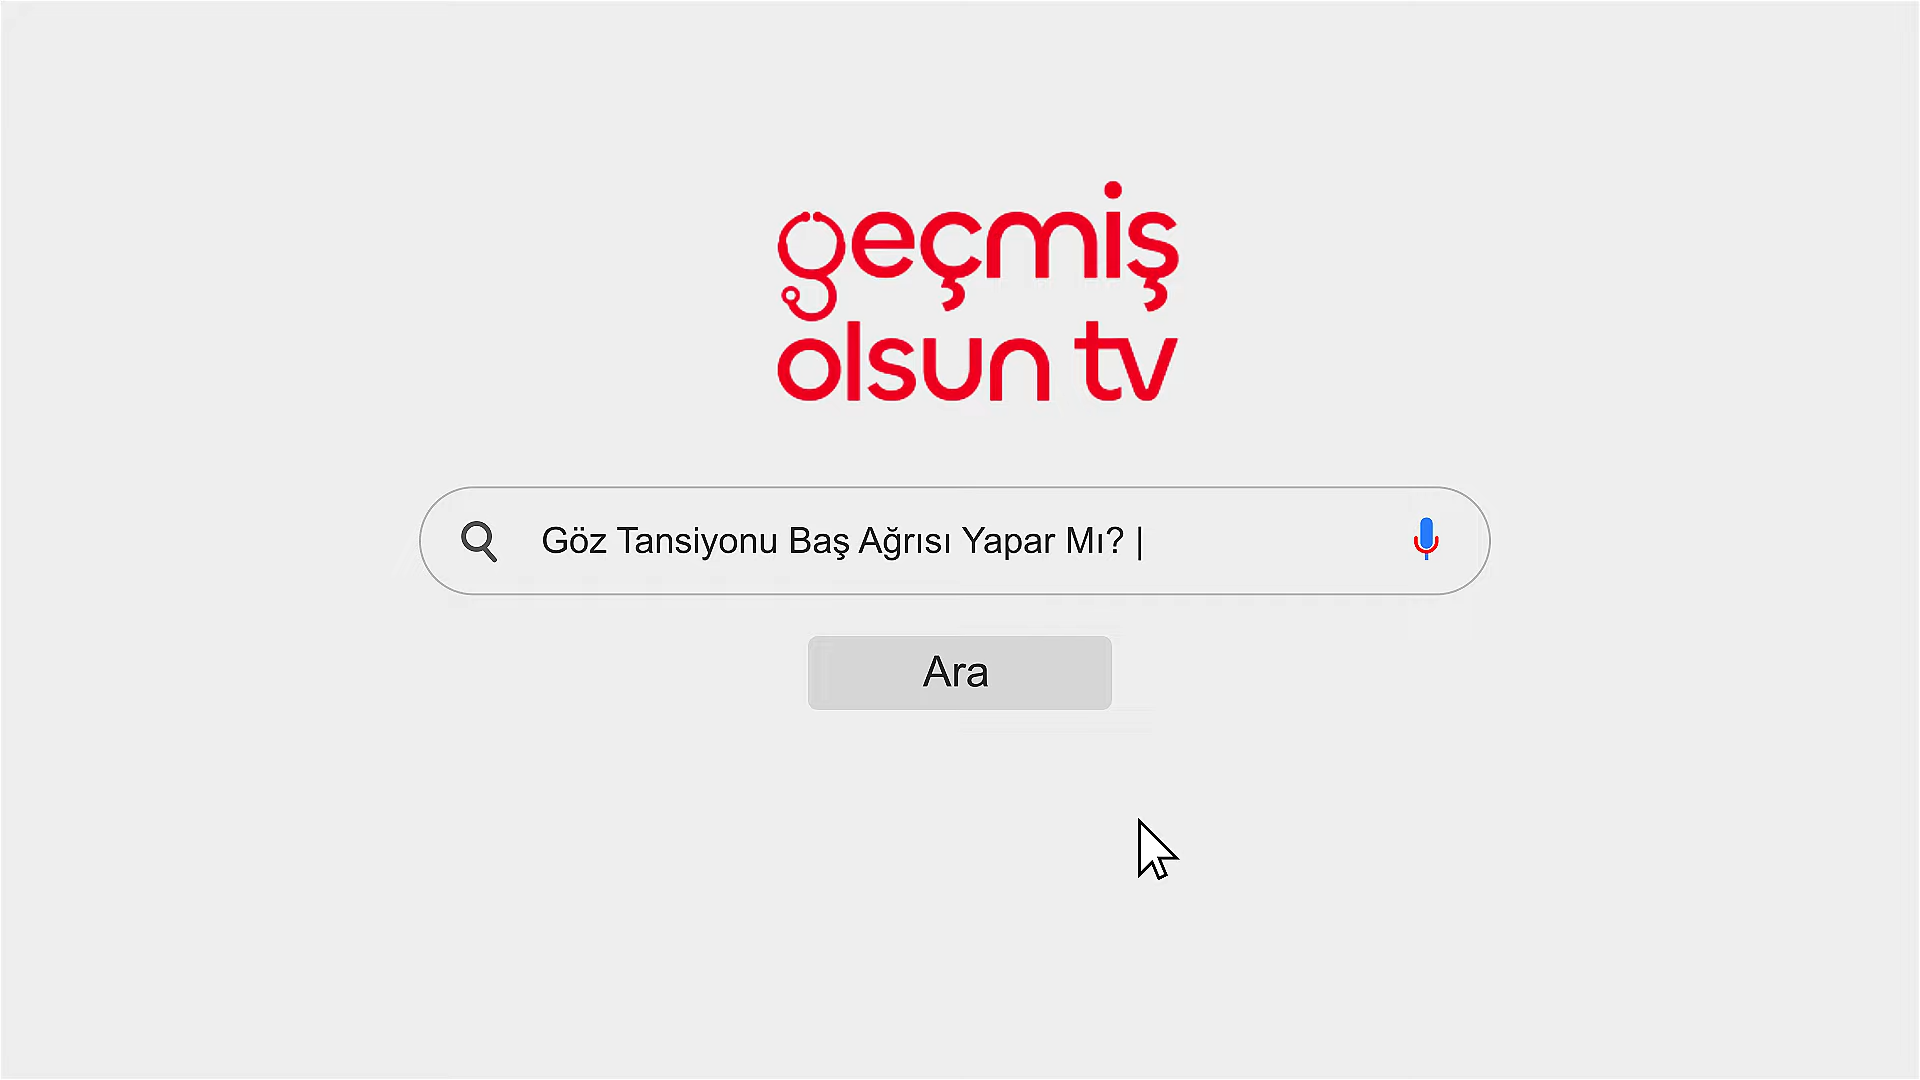 geçmiş
olsun tv
Göz Tansiyonu Baş Ağrısı Yapar Mı? |
Ara